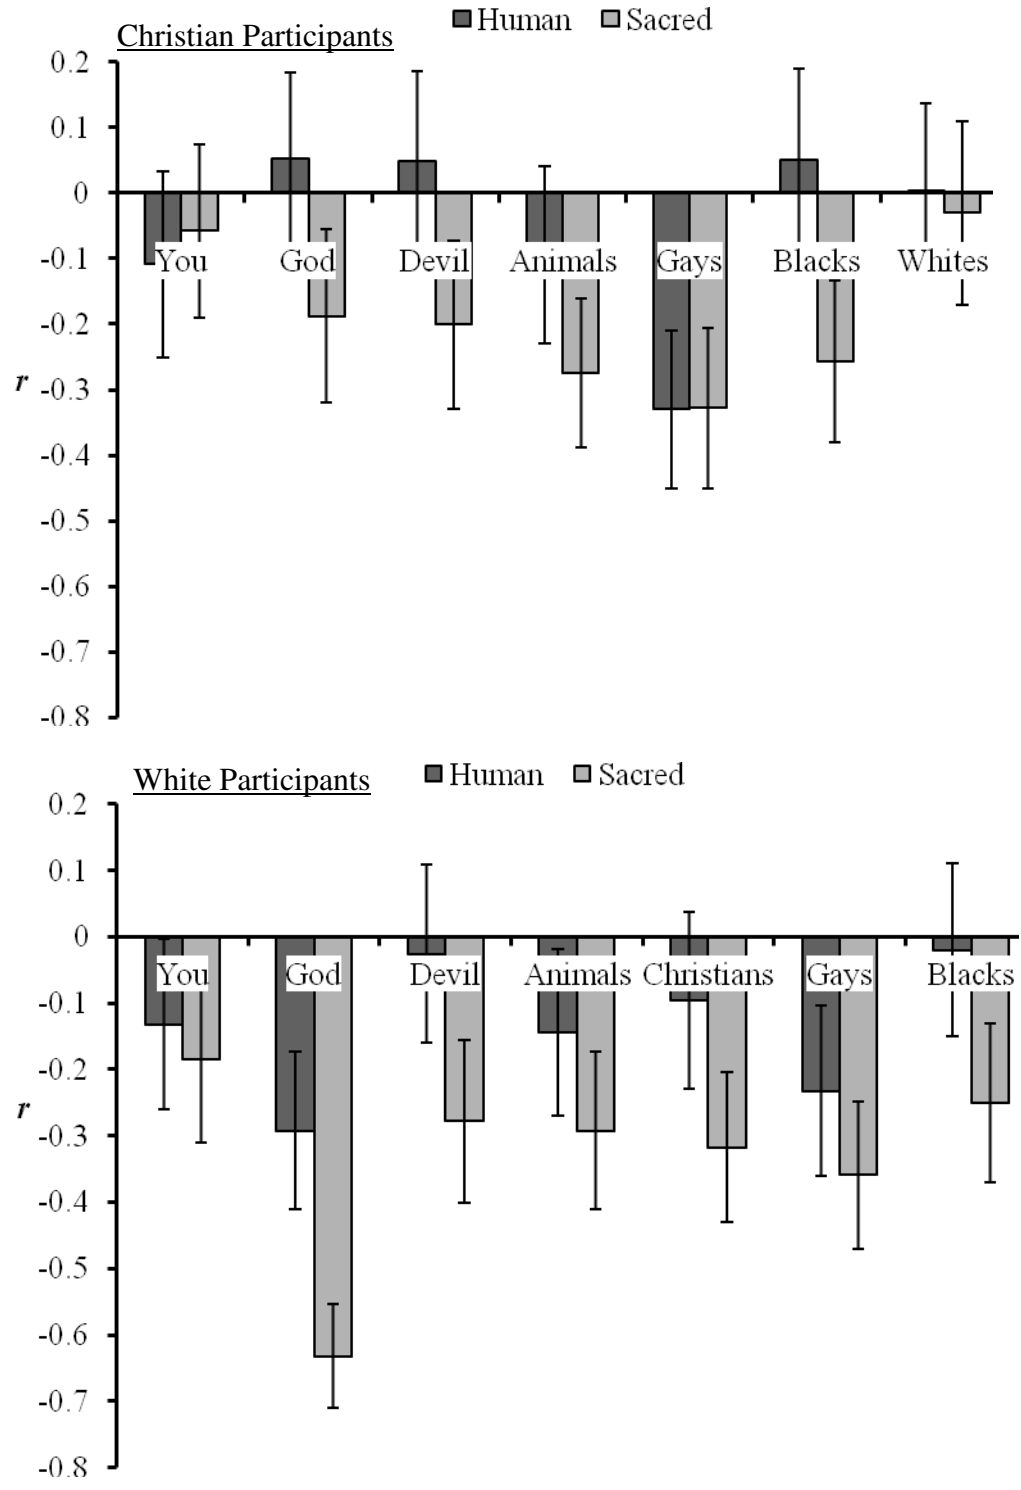 Human Sacred
Christian Participants
0.2
0.1
0
-0.1
You God Devil Animals Gays Blacks Whites
-0.2
r
-0.3
-0.4
-0.5
-0.6
-0.7
-0.8
White Participants
Human Sacred
0.2
0.1
0
You God Devil Animals Christians Gays Blacks
-0.1
-0.2
r
-0.3
-0.4
-0.5
-0.6
-0.7
-0.8